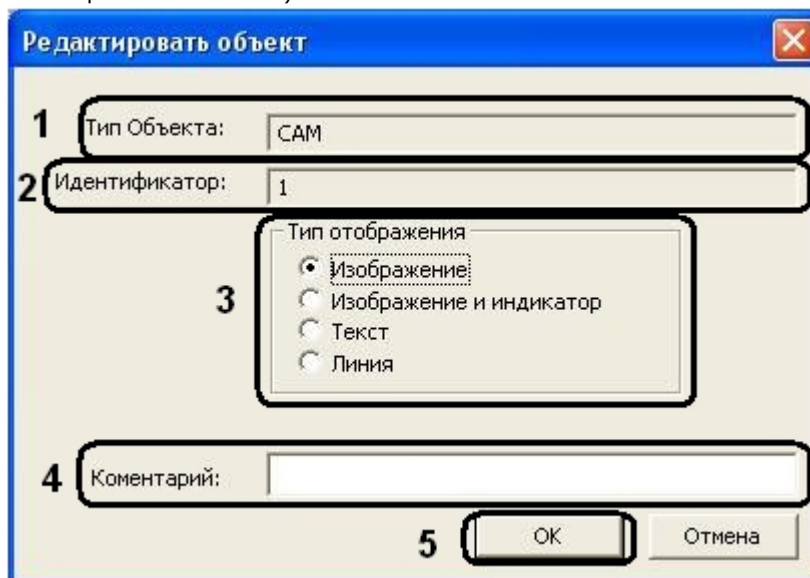 Редактировать объект
1 Тип Объекта: CAM
2 Идентификатор: 1
Тип отображения
Изображение
3 Изображение и индикатор
Текст
Линия
4 Коментарий:
5 OK Отмена